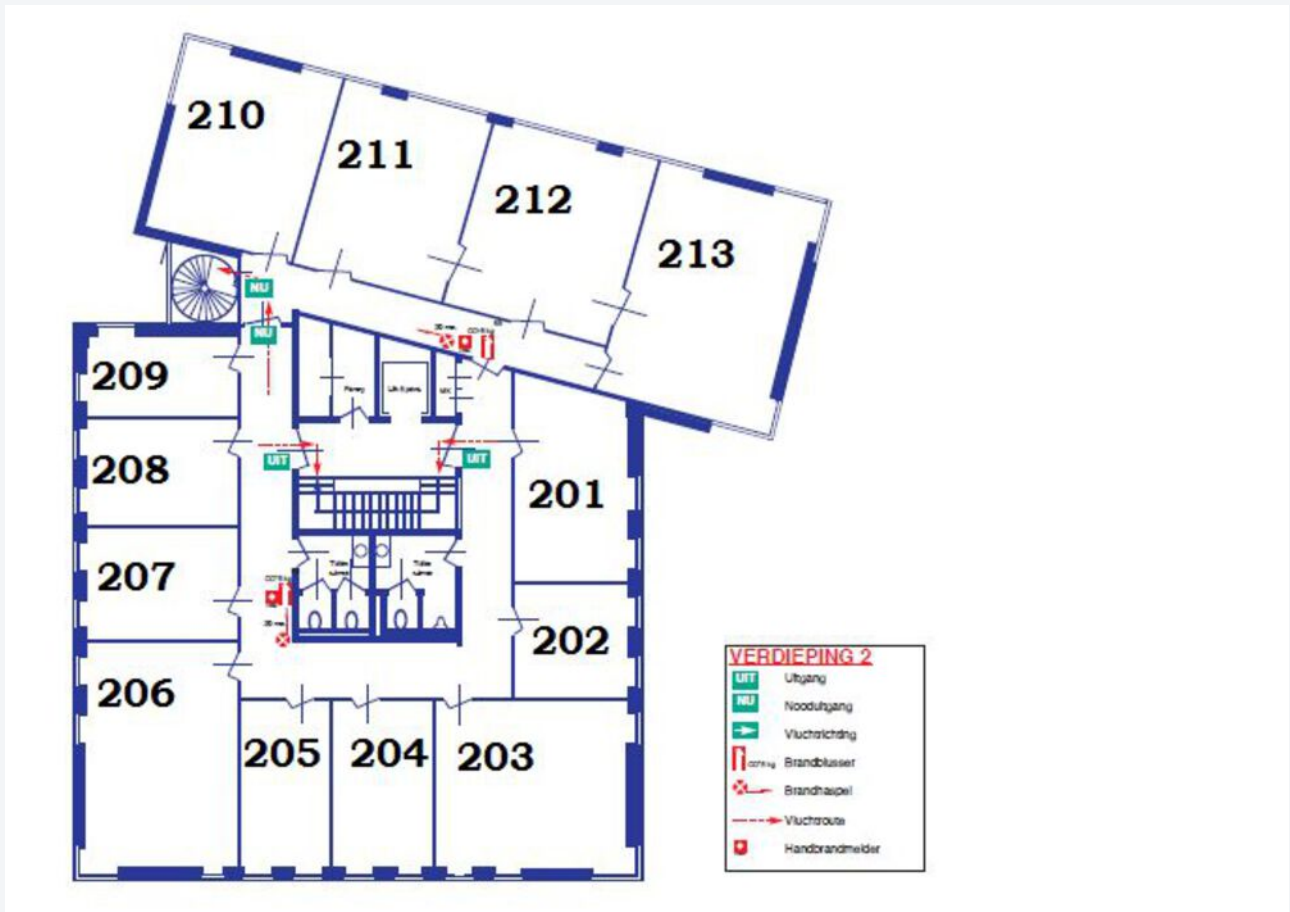 210
211
212
213
NU
NU
209
208
UIT
UIT
201
207
202
206
205
204
203
VERDIEPING 2
UIT Uitgang
NU Nooduitgang
Vluchtrichting
Brandblusser
Brandhaspel
Vluchtroute
Handbrandmelder